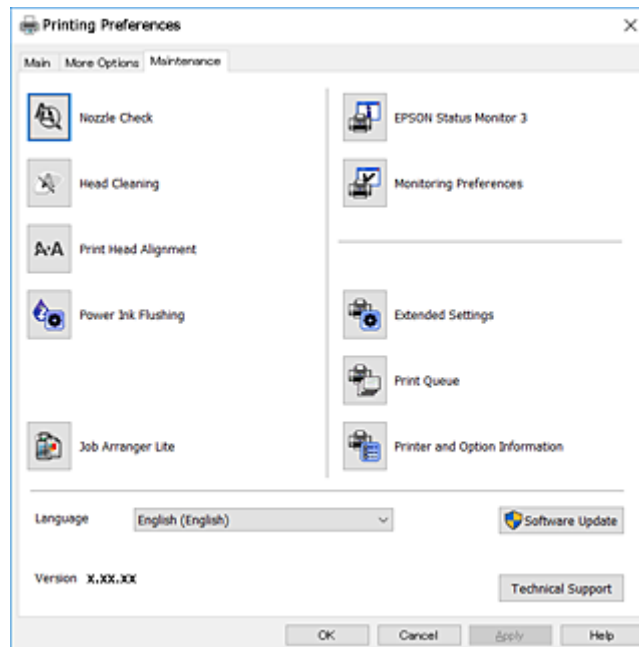 Printing Preferences
Main More Options Maintenance
Nozzle Check
EPSON Status Monitor 3
Head Cleaning
Monitoring Preferences
A·A Print Head Alignment
Power Ink Flushing
Extended Settings
Print Queue
Job Arranger Lite
Printer and Option Information
Language English (English)
Software Update
Version X.XX.XX
Technical Support
OK Cancel Apply Help